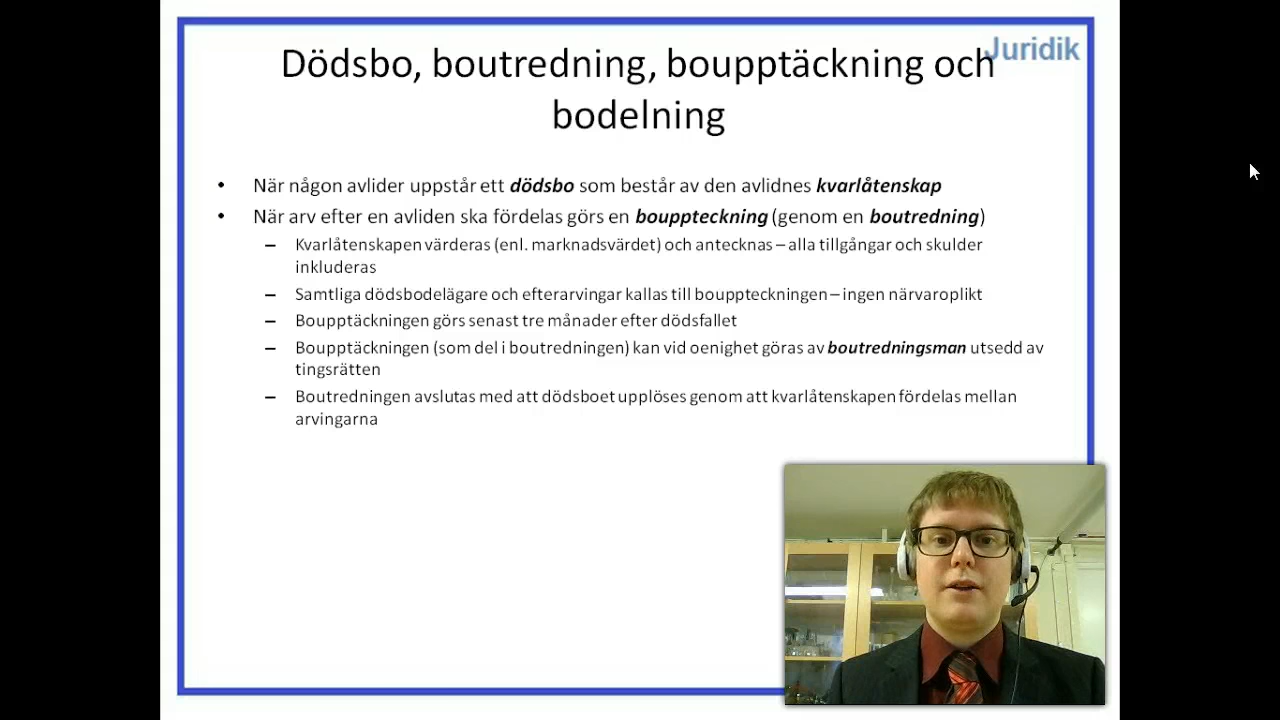 Juridik
Dödsbo, boutredning, boupptäckning och
bodelning
• När någon avlider uppstår ett dödsbo som består av den avlidnes kvarlåtenskap
• När arv efter en avliden ska fördelas görs en bouppteckning (genom en boutredning)
– Kvarlåtenskapen värderas (enl. marknadsvärdet) och antecknas – alla tillgångar och skulder
inkluderas
– Samtliga dödsbodelägare och efterarvingar kallas till bouppteckningen – ingen närvaroplikt
– Boupptäckningen görs senast tre månader efter dödsfallet
– Boupptäckningen (som del i boutredningen) kan vid oenighet göras av boutredningsman utsedd av
tingsrätten
– Boutredningen avslutas med att dödsboet upplöses genom att kvarlåtenskapen fördelas mellan
arvingarna